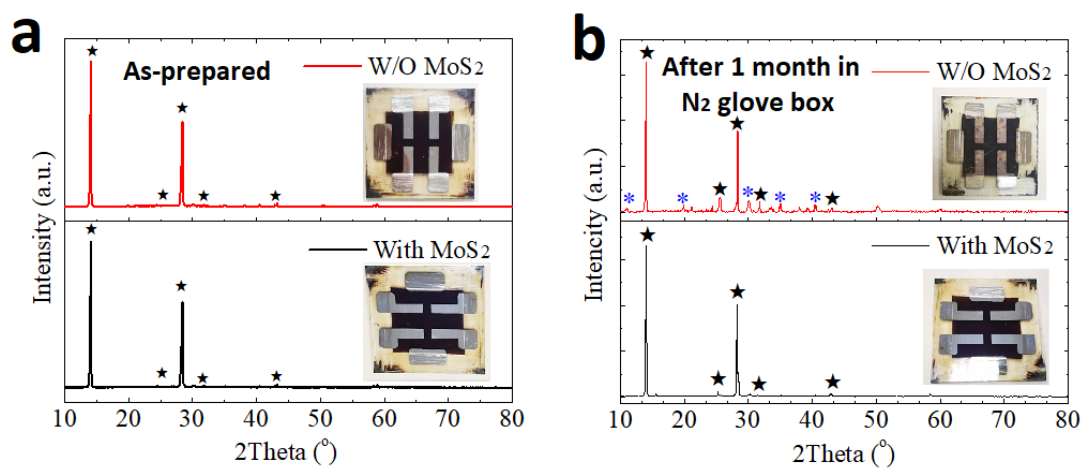 a
As-prepared
W/O MoS2
With MoS2
Intensity (a.u.)
10 20 30 40 50 60 70 80
2Theta (°)
b
After 1 month in
N2 glove box
W/O MoS2
With MoS2
Intencity (a.u.)
10 20 30 40 50 60 70 80
2Theta (°)